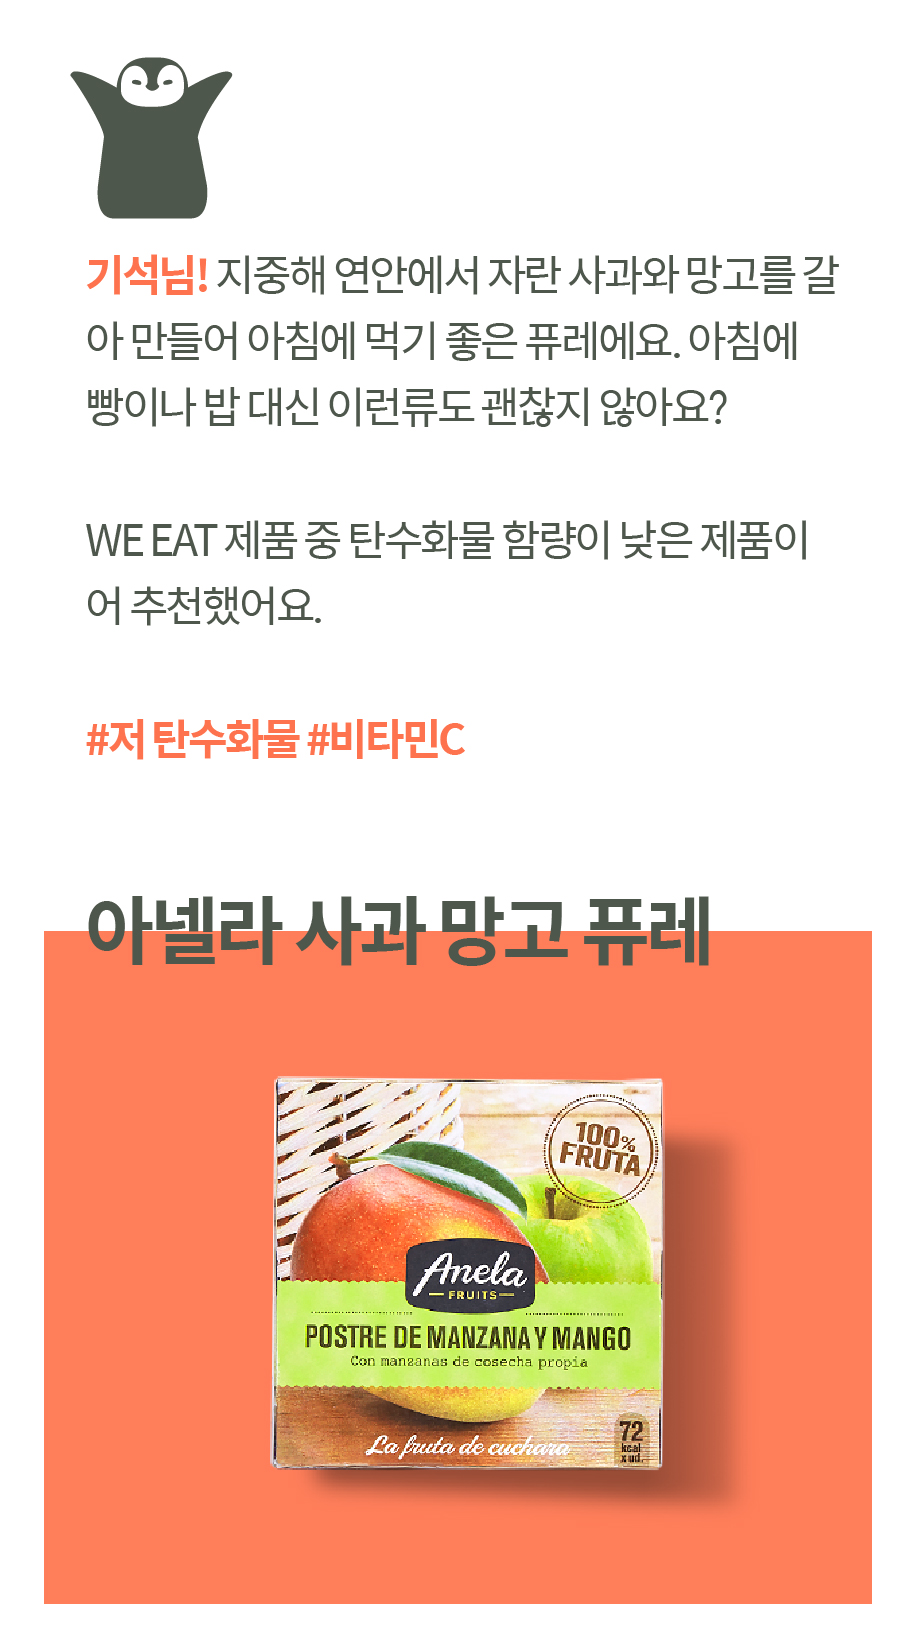 기석님! 지중해 연안에서 자란 사과와 망고를 갈
아 만들어 아침에 먹기 좋은 퓨레에요. 아침에
빵이나 밥 대신 이런류도 괜찮지 않아요?
WE EAT 제품 중 탄수화물 함량이 낮은 제품이
어 추천했어요.
#저 탄수화물 #비타민C
아넬라 사과 망고 퓨레
100%
FRUTA
Anela
FRUITS
POSTRE DE MANZANA Y MANGO
Con manzanas de cosecha propia
La fruta de cuchara
72
kcal
x ud.